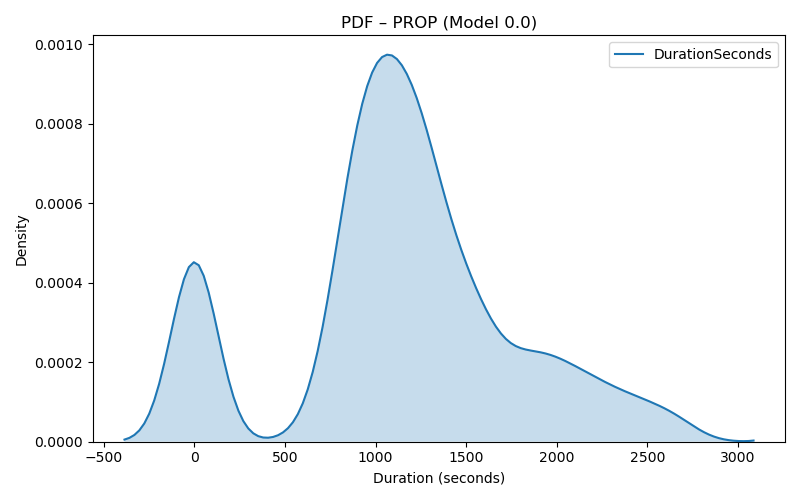 PDF – PROP (Model 0.0)
DurationSeconds
0.0010
0.0008
0.0006
0.0004
0.0002
0.0000
Density
−500 0 500 1000 1500 2000 2500 3000
Duration (seconds)